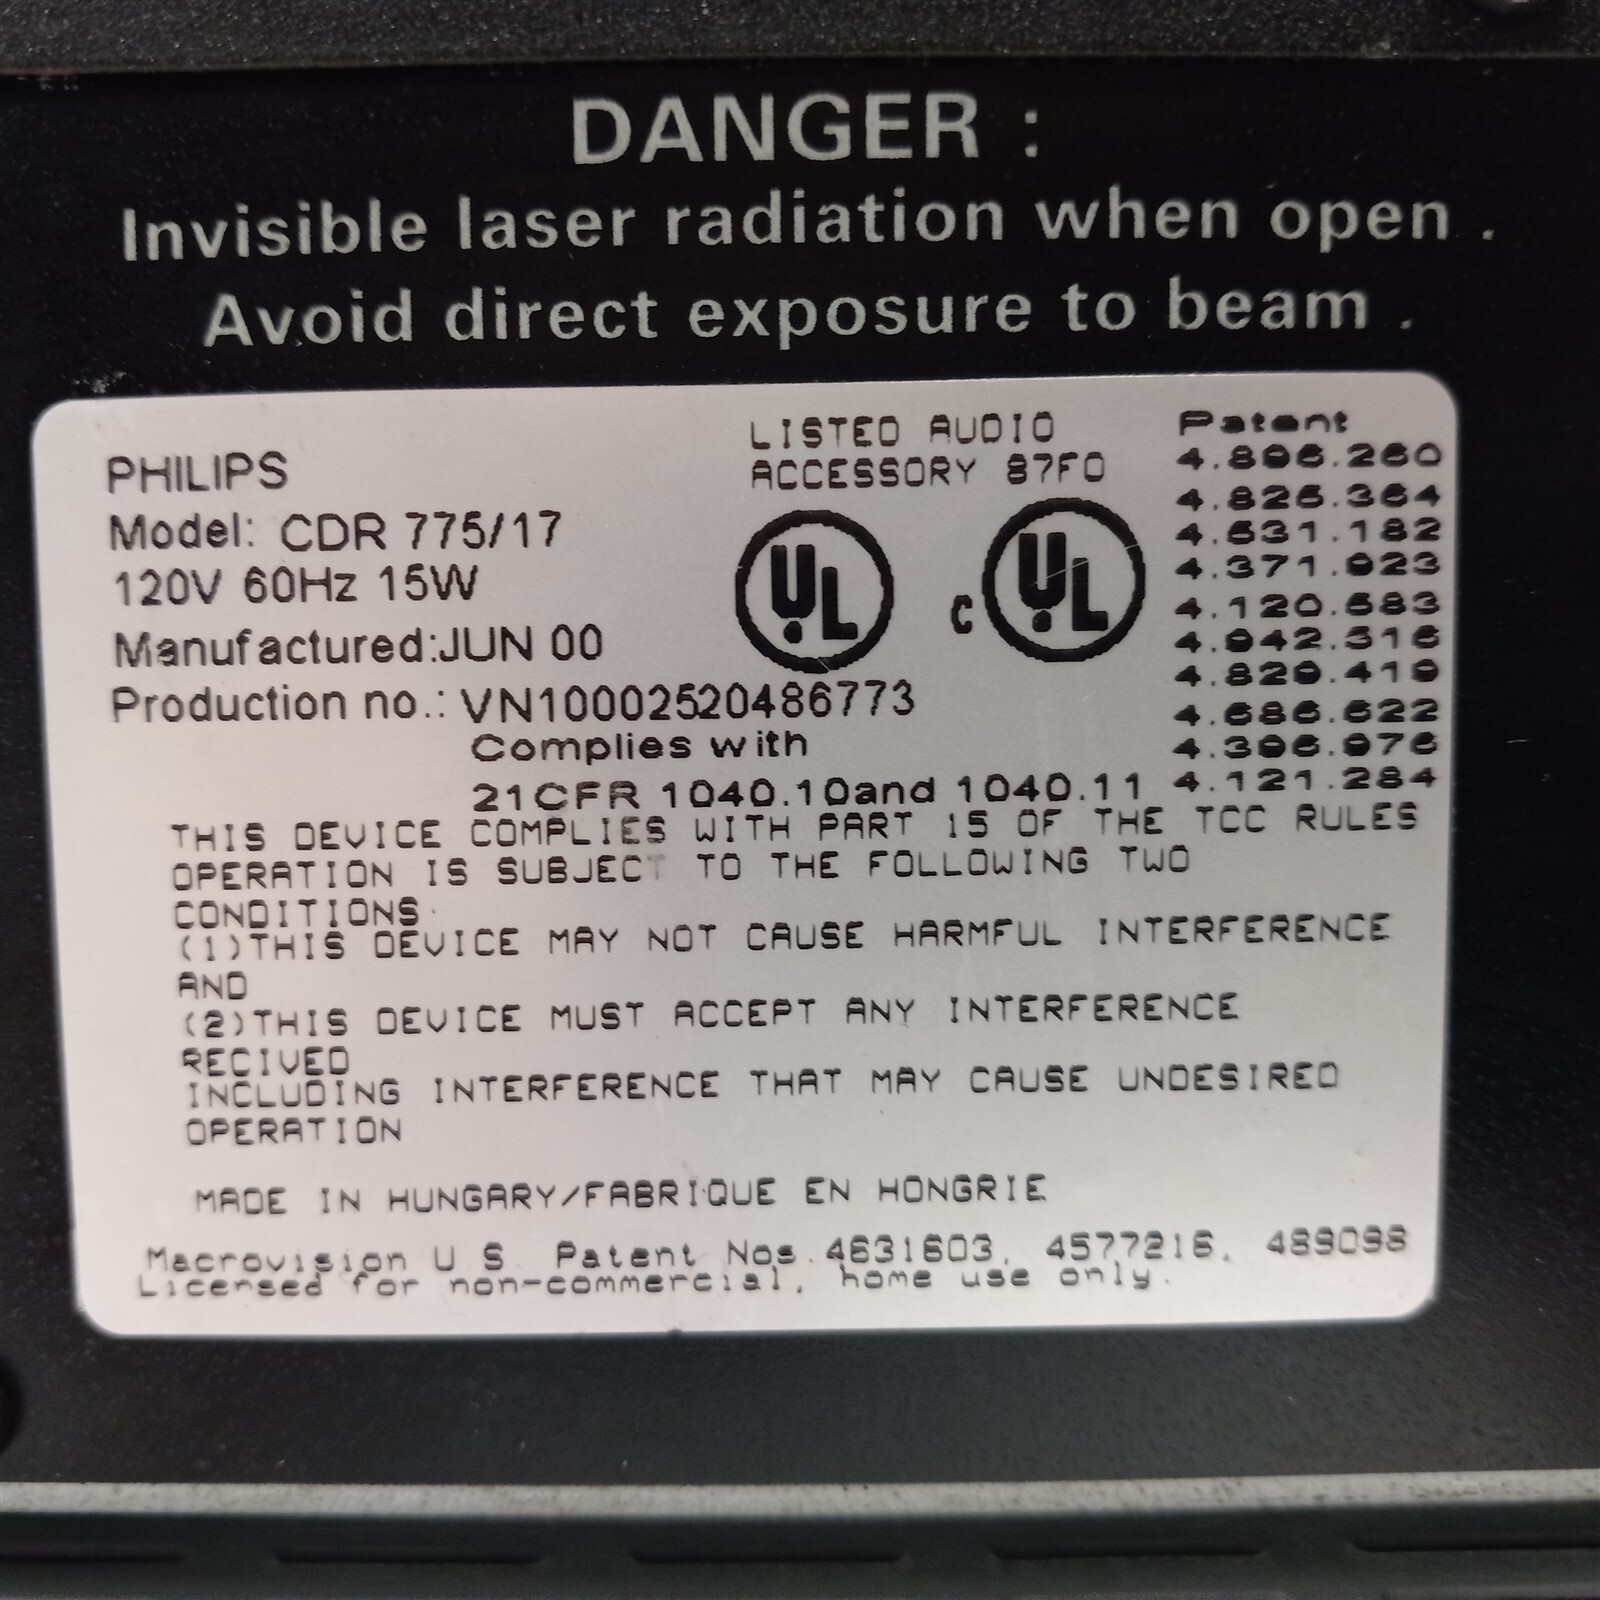 DANGER :
Invisible laser radiation when open .
Avoid direct exposure to beam .
PHILIPS
Model: CDR 775/17
120V 60Hz 15W
Manufactured:JUN 00
Production no.: VN10002520486773
LISTED AUDIO
ACCESSORY 87F0
UL
C UL
Patent
4.896.260
4.825.364
4.631.182
4.371.923
4.120.683
4.942.316
4.829.419
4.686.622
4.396.976
4.121.284
Complies with
21CFR 1040.10and 1040.11
THIS DEVICE COMPLIES WITH PART 15 OF THE TCC RULES
OPERATION IS SUBJECT TO THE FOLLOWING TWO
CONDITIONS
(1)THIS DEVICE MAY NOT CAUSE HARMFUL INTERFERENCE
AND
(2)THIS DEVICE MUST ACCEPT ANY INTERFERENCE
RECIVED
INCLUDING INTERFERENCE THAT MAY CAUSE UNDESIRED
OPERATION
MADE IN HUNGARY/FABRIQUE EN HONGRIE
Macrovision U S. Patent Nos. 4631603, 4577216, 489098
Licensed for non-commercial, home use only.